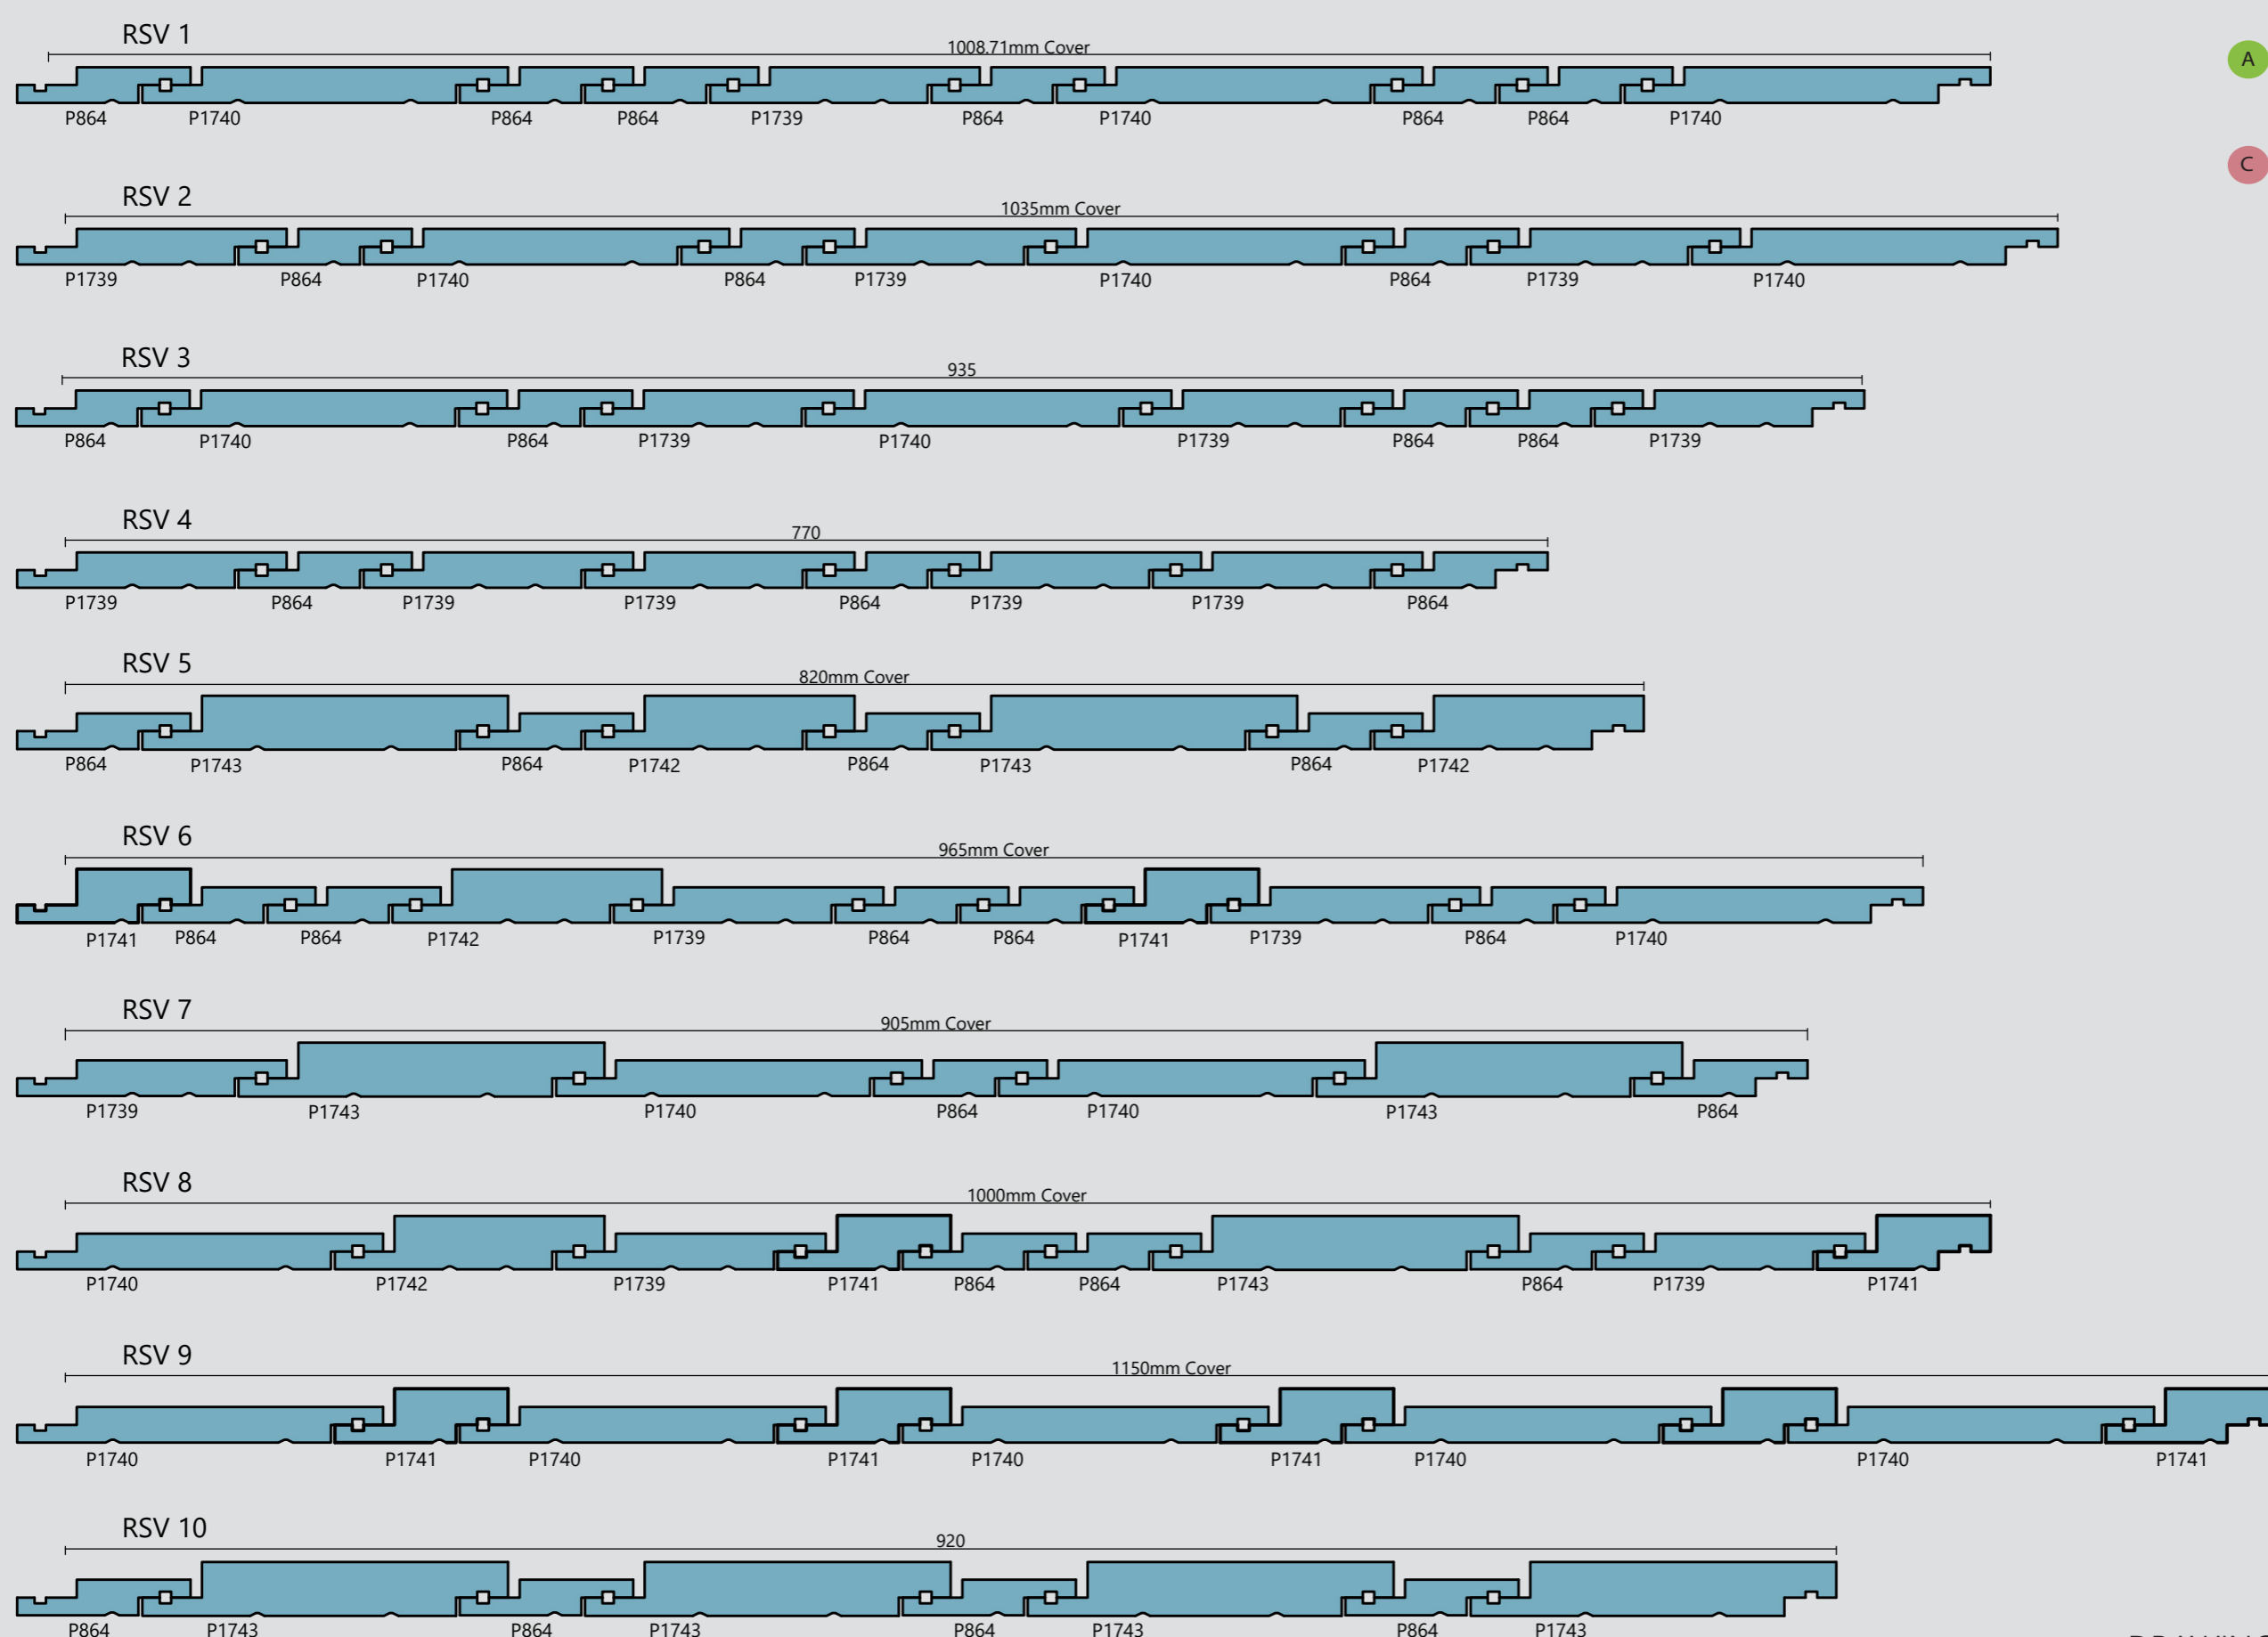 RSV 1
1008.71mm Cover
A
P864 P1740 P864 P864 P1739 P864 P1740 P864 P864 P1740
C
RSV 2
1035mm Cover
P1739 P864 P1740 P864 P1739 P1740 P864 P1739 P1740
RSV 3
935
P864 P1740 P864 P1739 P1740 P1739 P864 P864 P1739
RSV 4
770
P1739 P864 P1739 P1739 P864 P1739 P1739 P864
RSV 5
820mm Cover
P864 P1743 P864 P1742 P864 P1743 P864 P1742
RSV 6
965mm Cover
P1741 P864 P864 P1742 P1739 P864 P864 P1741 P1739 P864 P1740
RSV 7
905mm Cover
P1739 P1743 P1740 P864 P1740 P1743 P864
RSV 8
1000mm Cover
P1740 P1742 P1739 P1741 P864 P864 P1743 P864 P1739 P1741
RSV 9
1150mm Cover
P1740 P1741 P1740 P1741 P1740 P1741 P1740 P1740 P1741
RSV 10
920
P864 P1743 P864 P1743 P864 P1743 P864 P1743